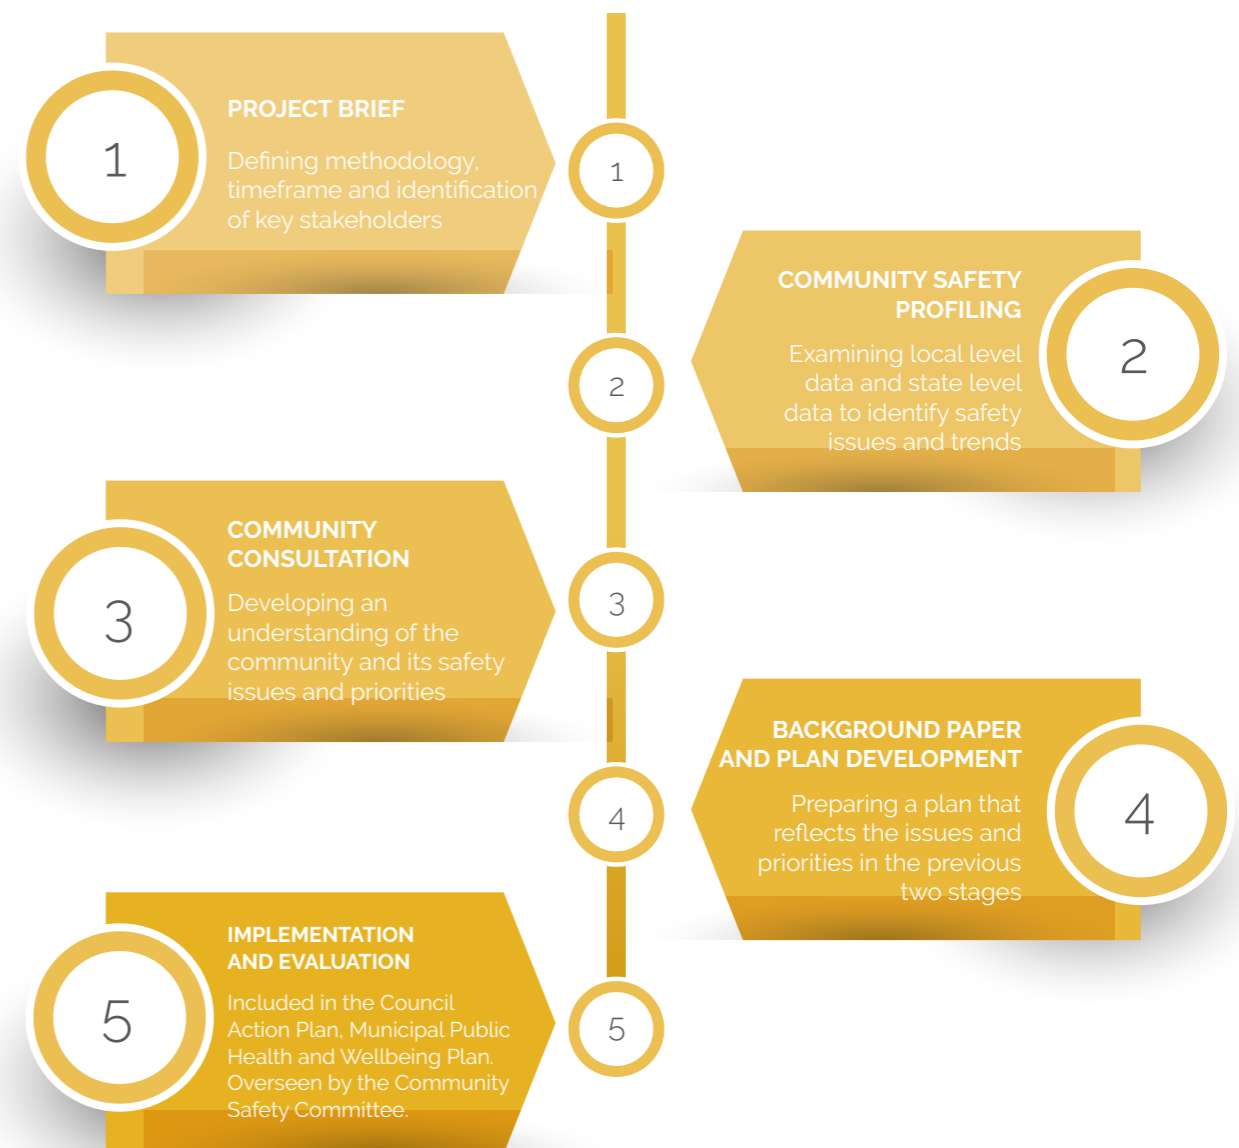 1
PROJECT BRIEF
Defining methodology,
timeframe and identification
of key stakeholders
1
COMMUNITY SAFETY
PROFILING
Examining local level
data and state level
data to identify safety
issues and trends
2
2
3
COMMUNITY
CONSULTATION
Developing an
understanding of the
community and its safety
issues and priorities
3
BACKGROUND PAPER
AND PLAN DEVELOPMENT
Preparing a plan that
reflects the issues and
priorities in the previous
two stages
4
4
5
IMPLEMENTATION
AND EVALUATION
Included in the Council
Action Plan, Municipal Public
Health and Wellbeing Plan.
Overseen by the Community
Safety Committee.
5